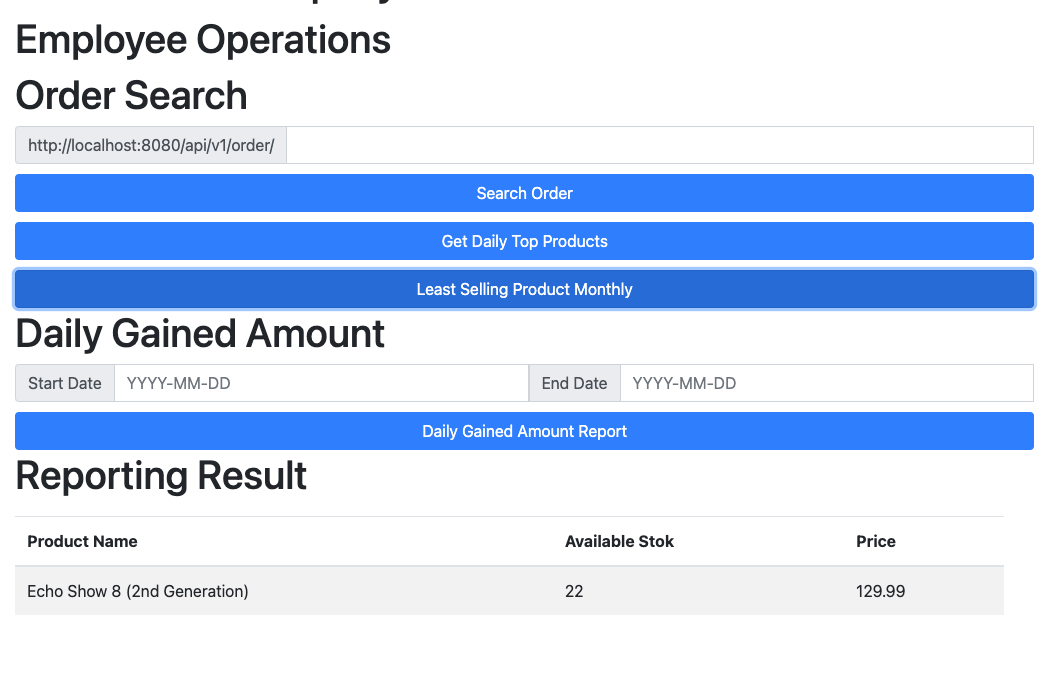 Employee Operations
Order Search
http://localhost:8080/api/v1/order/
Search Order
Get Daily Top Products
Least Selling Product Monthly
Daily Gained Amount
Start Date YYYY-MM-DD End Date YYYY-MM-DD
Daily Gained Amount Report
Reporting Result
Product Name Available Stok Price
Echo Show 8 (2nd Generation) 22 129.99